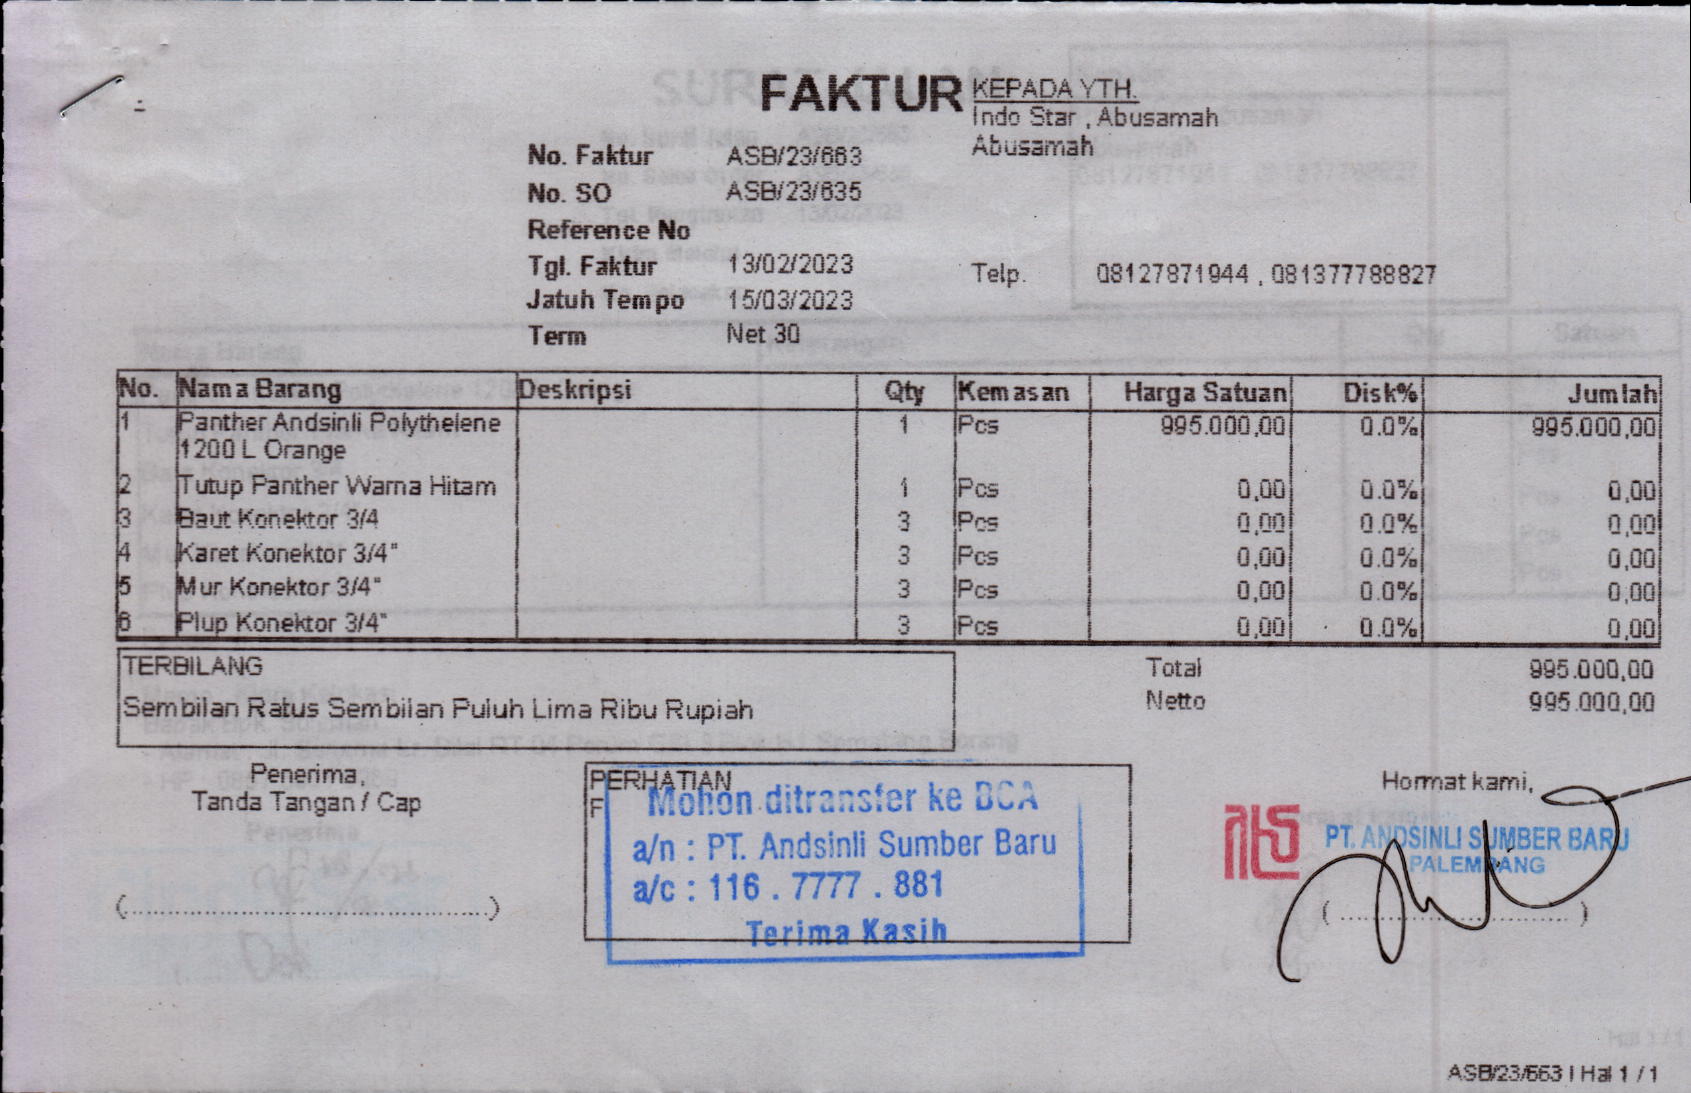 FAKTUR
KEPADA YTH.
Indo Star , Abusamah
Abusamah
No. Faktur ASB/23/663
No. SO ASB/23/635
Reference No
Tgl. Faktur 13/02/2023
Jatuh Tempo 15/03/2023
Term Net 30
Telp. 08127871944 , 081377788827
No. Nama Barang Deskripsi Qty Kemasan Harga Satuan Disk% Jumlah
1 Panther Andsinli Polythelene 1 Pcs 995.000,00 0.0% 995.000,00
1200 L Orange
2 Tutup Panther Warna Hitam 1 Pcs 0,00 0.0% 0,00
3 Baut Konektor 3/4 3 Pcs 0,00 0.0% 0,00
4 Karet Konektor 3/4" 3 Pcs 0,00 0.0% 0,00
5 Mur Konektor 3/4" 3 Pcs 0,00 0.0% 0,00
6 Plup Konektor 3/4" 3 Pcs 0,00 0.0% 0,00
TERBILANG
Sembilan Ratus Sembilan Puluh Lima Ribu Rupiah
Total 995.000,00
Netto 995.000,00
Penerima,
Tanda Tangan / Cap
(................................................)
PERHATIAN
F
Mohon ditransfer ke BCA
a/n : PT. Andsinli Sumber Baru
a/c : 116 . 7777 . 881
Terima Kasih
Hormat kami,
PT. ANDSINLI SUMBER BARU
PALEMBANG
(................................)
ASB/23/663 | Hal 1 / 1